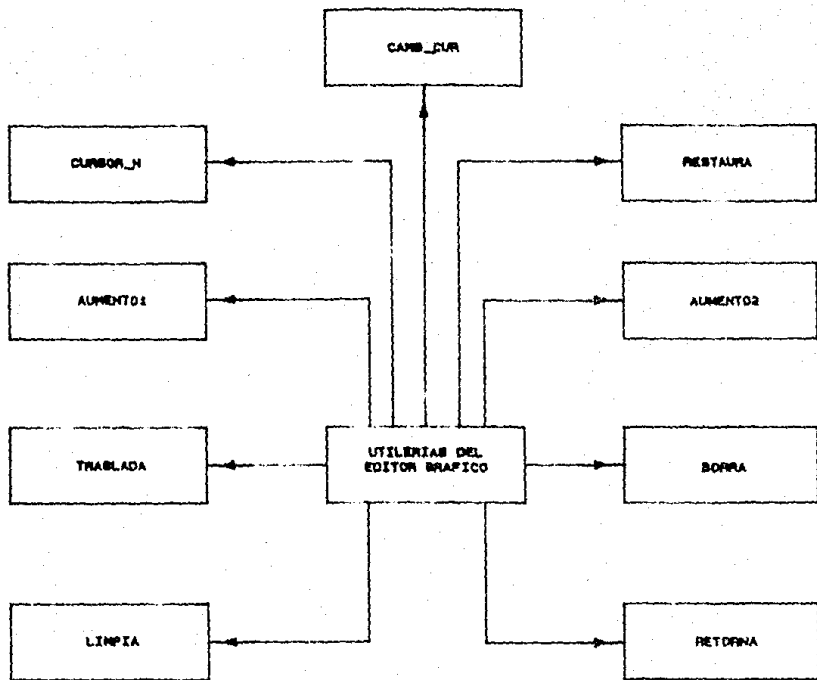 CAMB_CUR
CURSOR_H
RESTAURA
AUMENTO1
AUMENTO2
TRASLADA
UTILERIAS DEL
EDITOR GRAFICO
BORRA
LIMPIA
RETORNA